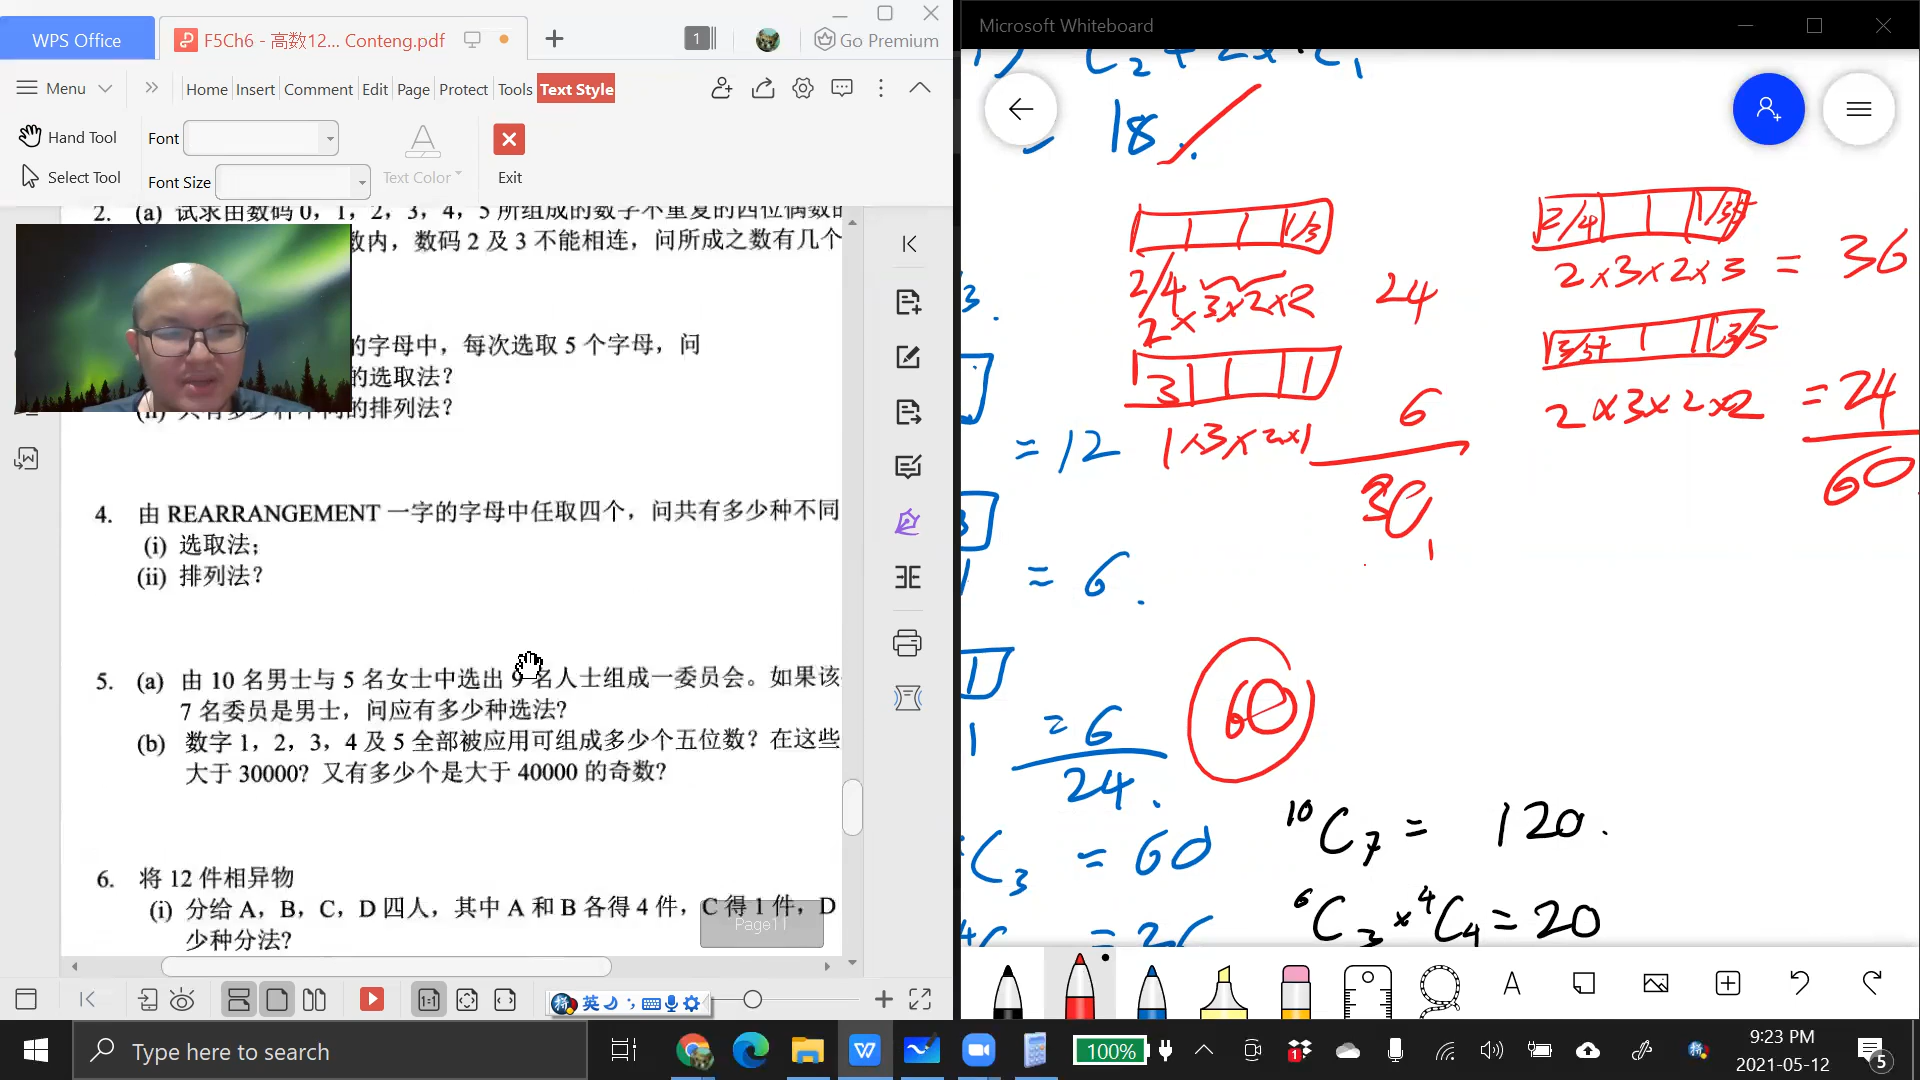 WPS Office
F5Ch6 - 高数12... Conteng.pdf
1
Go Premium
Menu
Home Insert Comment Edit Page Protect Tools Text Style
Hand Tool
Select Tool
Font
Font Size
Text Color
Exit
2. (a) 试求由数码 0，1，2，3，4，5 所组成的数字不重复的四位偶数
数内，数码 2 及 3 不能相连，问所成之数有几个
的字母中，每次选取 5 个字母，问
的选取法？
的排列法？
4. 由 REARRANGEMENT 一字的字母中任取四个，问共有多少种不同
(i) 选取法；
(ii) 排列法？
5. (a) 由 10 名男士与 5 名女士中选出 9 名人士组成一委员会。如果该
7 名委员是男士，问应有多少种选法？
(b) 数字 1，2，3，4 及 5 全部被应用可组成多少个五位数？在这些
大于 30000？又有多少个是大于 40000 的奇数？
6. 将 12 件相异物
(i) 分给 A，B，C，D 四人，其中 A 和 B 各得 4 件，C 得 1 件，D
少种分法？
Page11
1:1
英
Microsoft Whiteboard
18
1/3
2/4 3×2×2 24
2×
3 1
1×3×2×1 6
30
2/4
2×3×2×3 = 36
2×3×2×2 = 24
60
3.
= 12
= 6
1 = 6
24
60
C3 = 60
10C7 = 120
6C3 × 4C4 = 20
Type here to search
100%
9:23 PM
2021-05-12
5